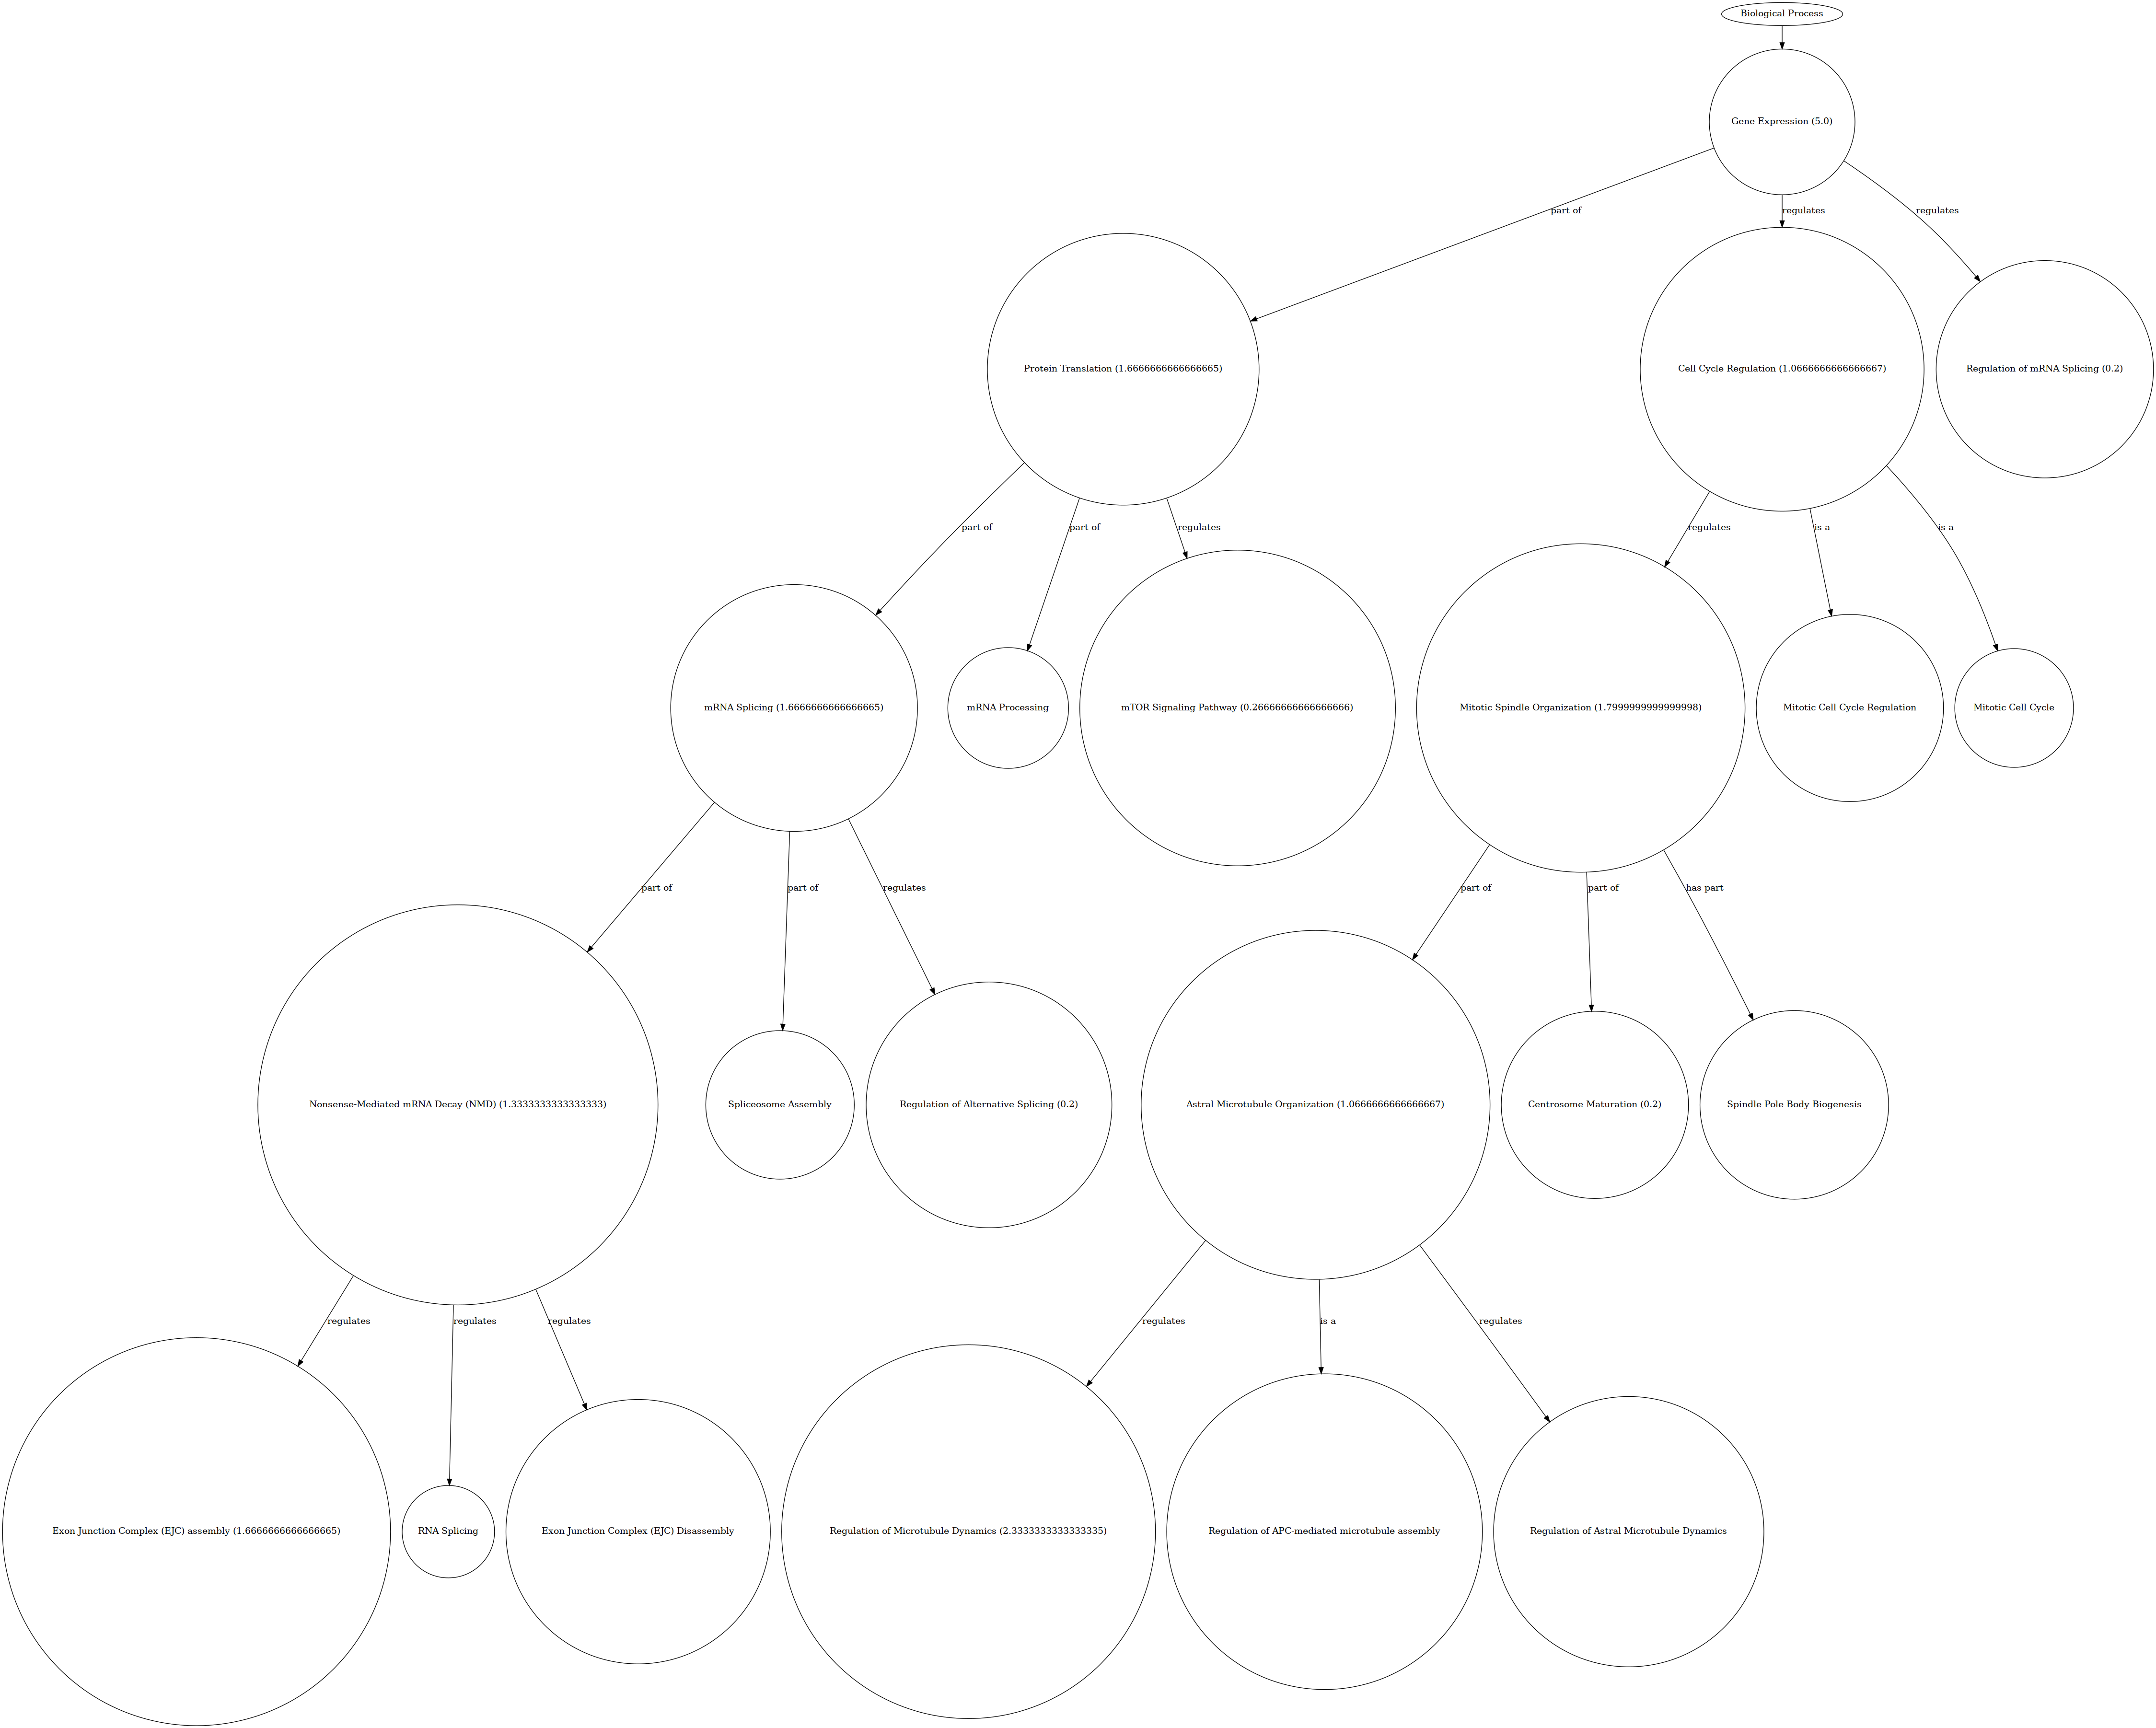 Biological Process
Gene Expression (5.0)
part of
regulates
regulates
Protein Translation (1.6666666666666665)
Cell Cycle Regulation (1.0666666666666667)
Regulation of mRNA Splicing (0.2)
part of
part of
regulates
regulates
is a
is a
mRNA Splicing (1.6666666666666665)
mRNA Processing
mTOR Signaling Pathway (0.26666666666666666)
Mitotic Spindle Organization (1.7999999999999998)
Mitotic Cell Cycle Regulation
Mitotic Cell Cycle
part of
part of
regulates
part of
part of
has part
Nonsense-Mediated mRNA Decay (NMD) (1.3333333333333333)
Spliceosome Assembly
Regulation of Alternative Splicing (0.2)
Astral Microtubule Organization (1.0666666666666667)
Centrosome Maturation (0.2)
Spindle Pole Body Biogenesis
regulates
regulates
regulates
regulates
is a
regulates
Exon Junction Complex (EJC) assembly (1.6666666666666665)
RNA Splicing
Exon Junction Complex (EJC) Disassembly
Regulation of Microtubule Dynamics (2.3333333333333335)
Regulation of APC-mediated microtubule assembly
Regulation of Astral Microtubule Dynamics